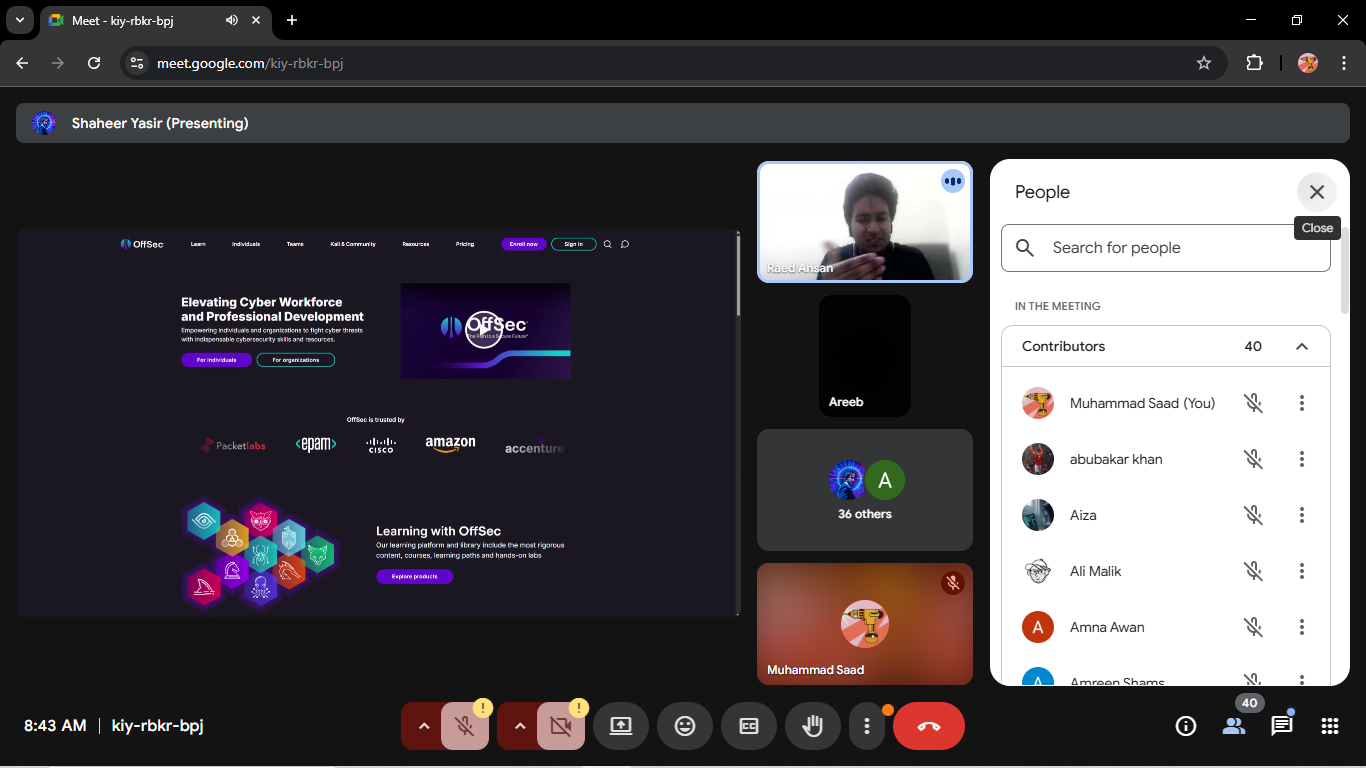 Meet - kiy-rbkr-bpj
meet.google.com/kiy-rbkr-bpj
Shaheer Yasir (Presenting)
OffSec
Learn
Individuals
Teams
Kali & Community
Resources
Pricing
Enroll now
Sign in
Elevating Cyber Workforce
and Professional Development
Empowering individuals and organizations to fight cyber threats
with indispensable cybersecurity skills and resources.
For individuals
For organizations
OffSec
The Path to a Secure Future
OffSec is trusted by
Packetlabs
<epam>
CISCO
amazon
accenture
Learning with OffSec
Our learning platform and library include the most rigorous
content, courses, learning paths and hands-on labs
Explore products
Raed Ahsan
Areeb
A
36 others
Muhammad Saad
People
Close
Search for people
IN THE MEETING
Contributors 40
Muhammad Saad (You)
abubakar khan
Aiza
Ali Malik
A Amna Awan
A Amreen Shams
8:43 AM | kiy-rbkr-bpj
CC
40